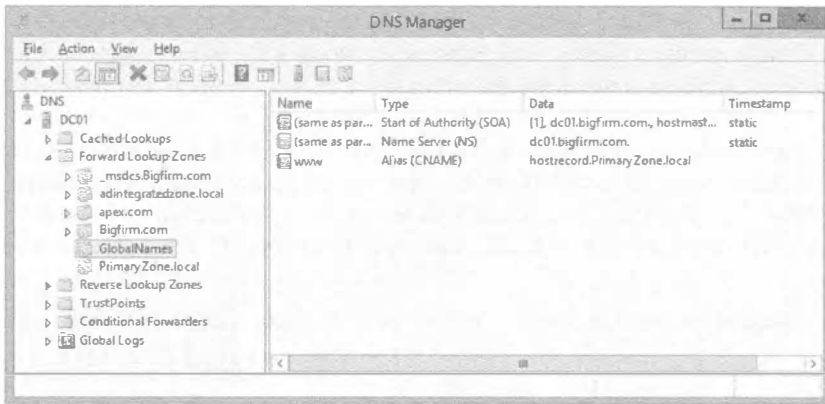 DNS Manager
File Action View Help
DNS
DC01
Cached Lookups
Forward Lookup Zones
_msdcs.Bigfirm.com
adintegratedzone.local
apex.com
Bigfirm.com
GlobalNames
PrimaryZone.local
Reverse Lookup Zones
TrustPoints
Conditional Forwarders
Global Logs
Name Type Data Timestamp
(same as par... Start of Authority (SOA) [1], dc01.bigfirm.com., hostmast... static
(same as par... Name Server (NS) dc01.bigfirm.com. static
www Alias (CNAME) hostrecord.PrimaryZone.local